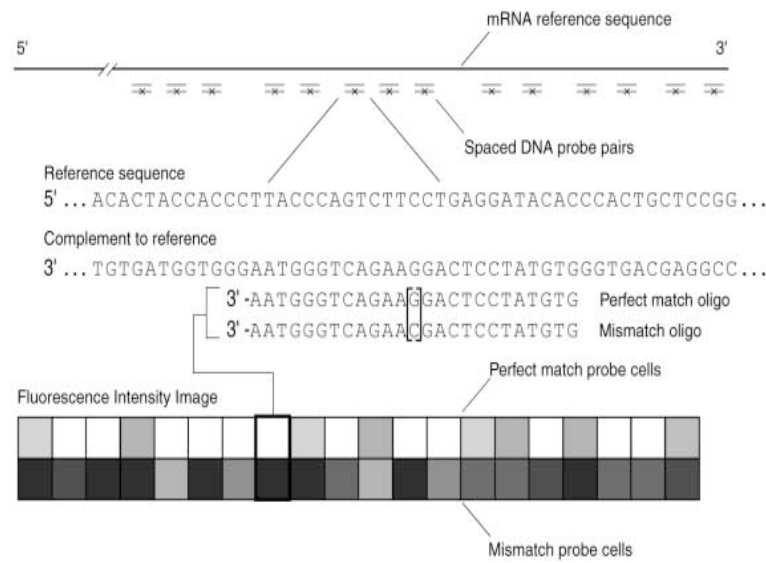 mRNA reference sequence
5' 3'
Spaced DNA probe pairs
Reference sequence
5' ... ACACTACCACCCTTACCCAGTCTTCCTGAGGATACACCCACTGCTCCGG...
Complement to reference
3' ... TGTGATGGTGGGAATGGGTCAGAAGGACTCCTATGTGGGTGACGAGGCC...
3' -AATGGGTCAGAAGGACTCCTATGTG Perfect match oligo
3' -AATGGGTCAGAACGACTCCTATGTG Mismatch oligo
Perfect match probe cells
Fluorescence Intensity Image
Mismatch probe cells